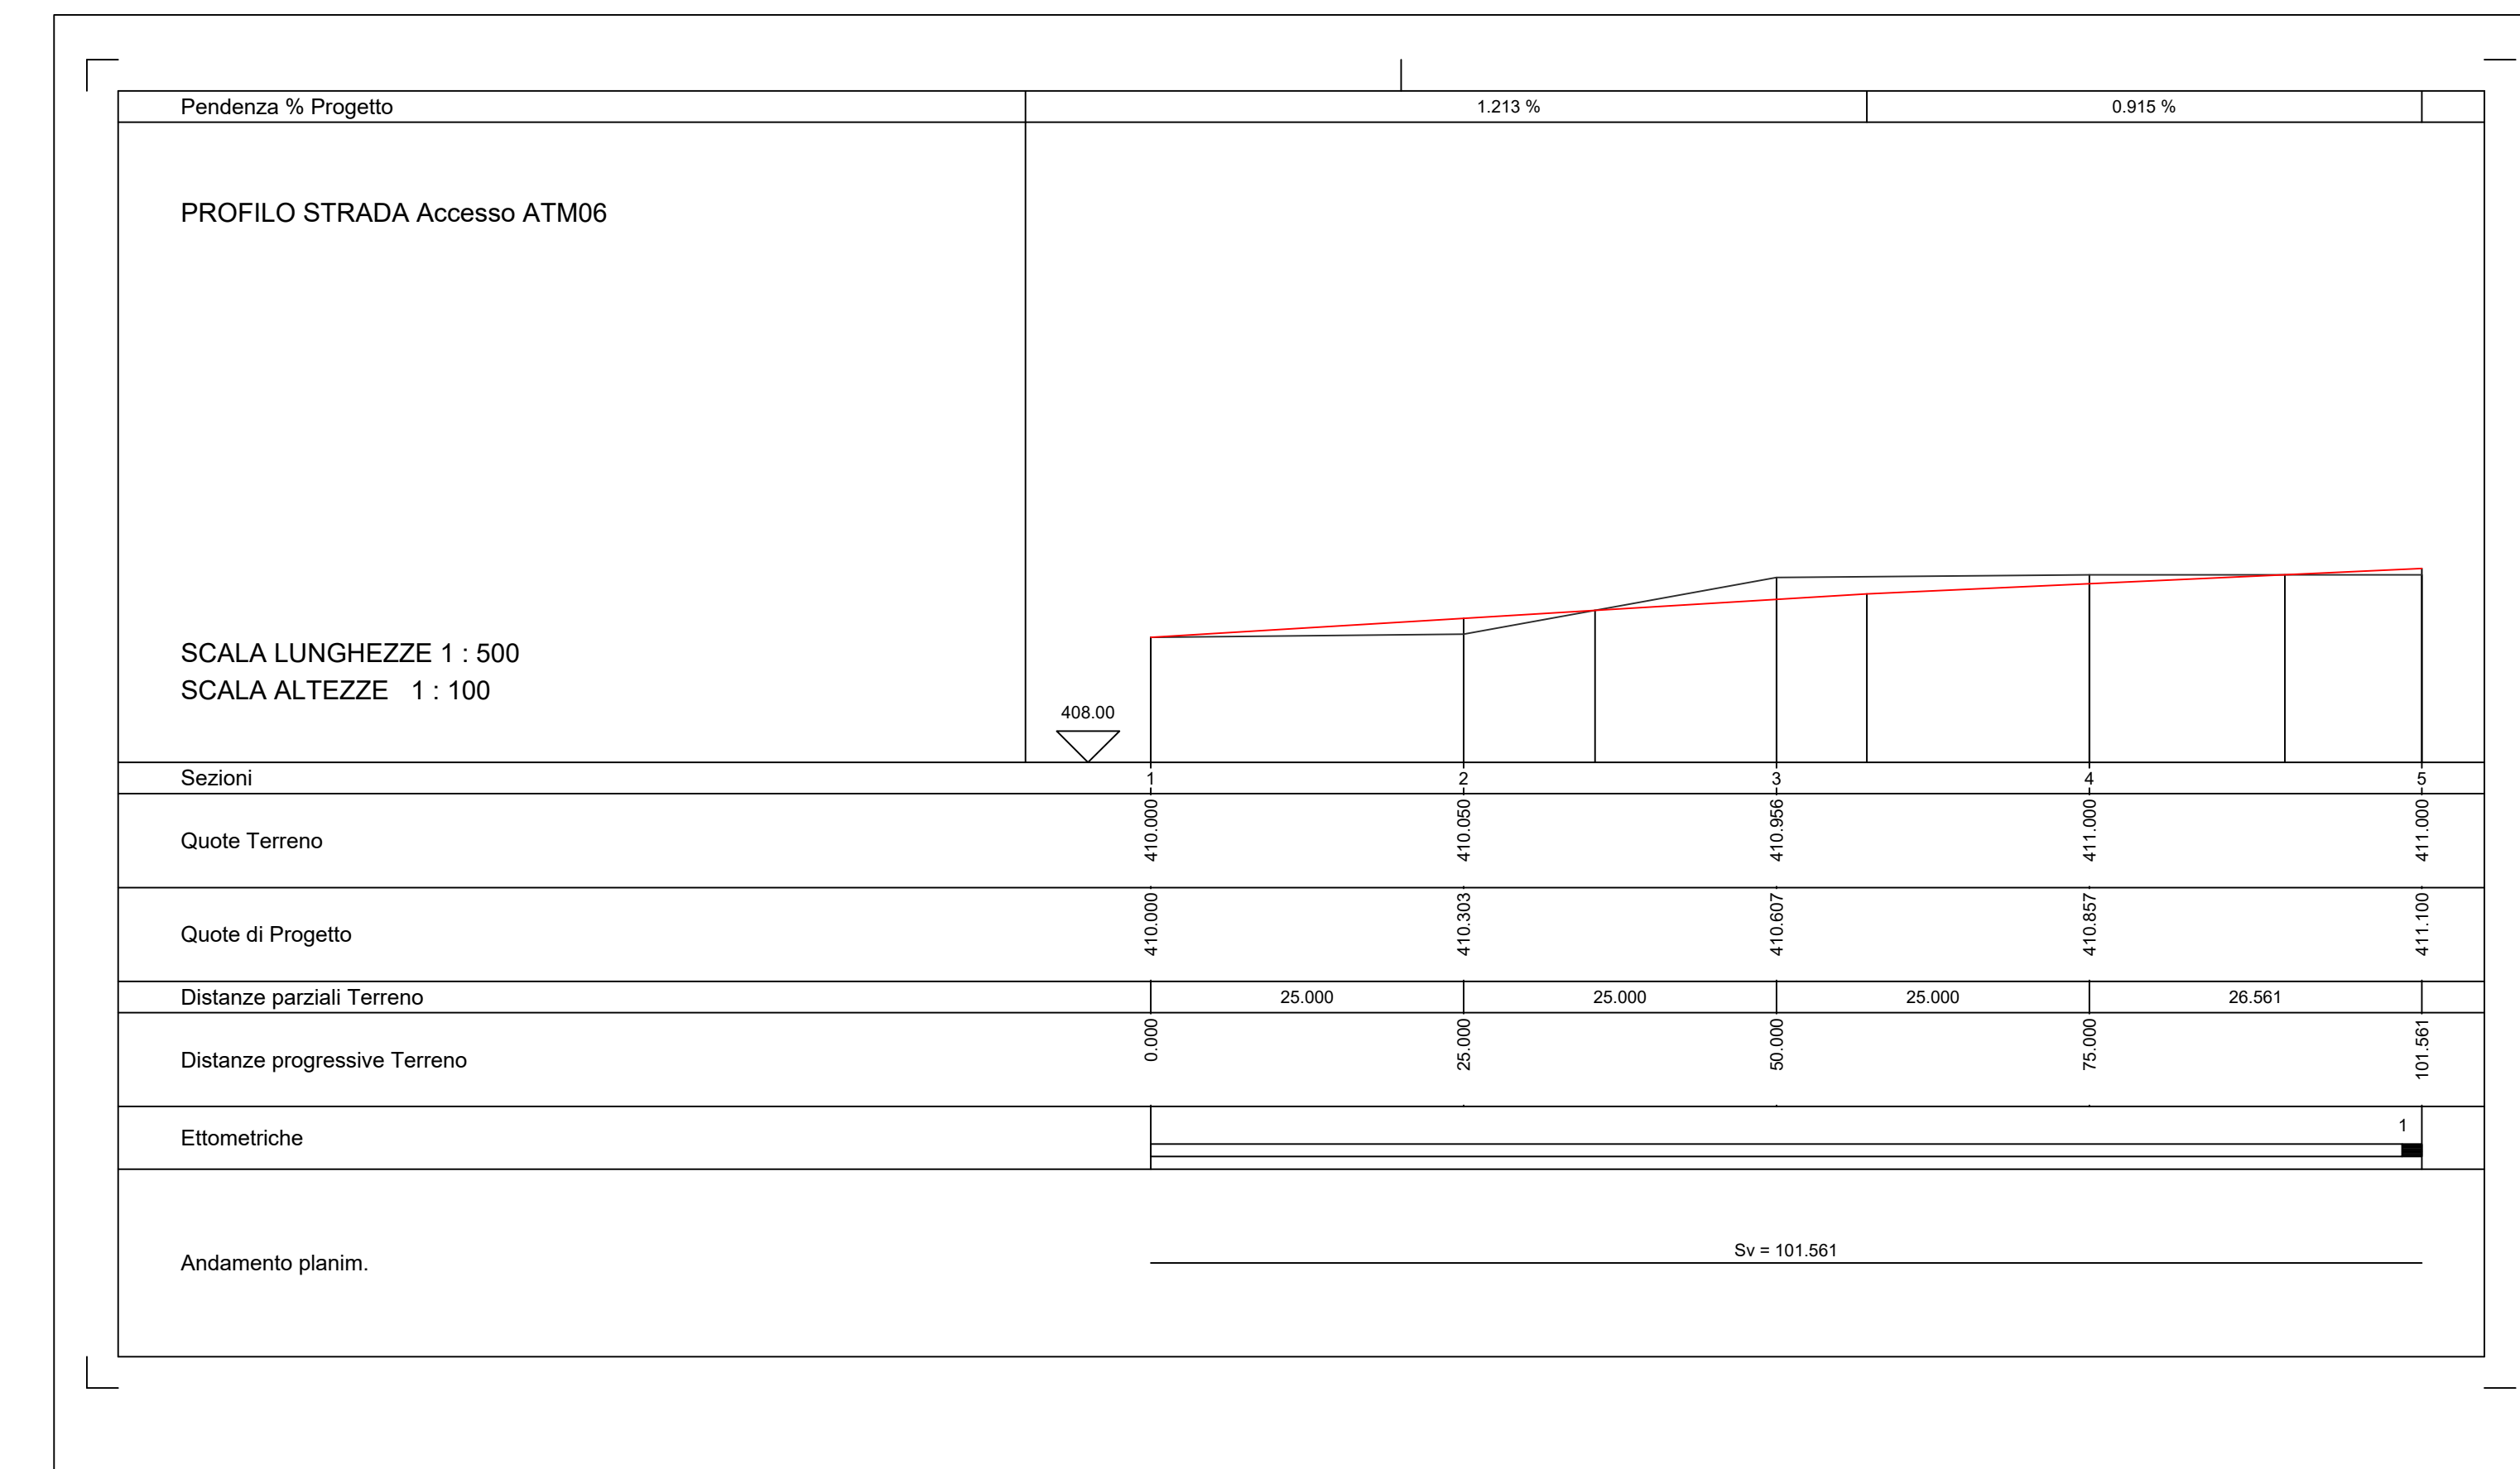 Pendenza % Progetto 1.213 % 0.915 %
PROFILO STRADA Accesso ATM06
SCALA LUNGHEZZE 1 : 500
SCALA ALTEZZE 1 : 100
408.00
Sezioni 1 2 3 4 5
Quote Terreno 410.000 410.050 410.956 411.000 411.000
Quote di Progetto 410.000 410.303 410.607 410.857 411.100
Distanze parziali Terreno 25.000 25.000 25.000 26.561
Distanze progressive Terreno 0.000 25.000 50.000 75.000 101.561
Ettometriche 1
Sv = 101.561
Andamento planim.